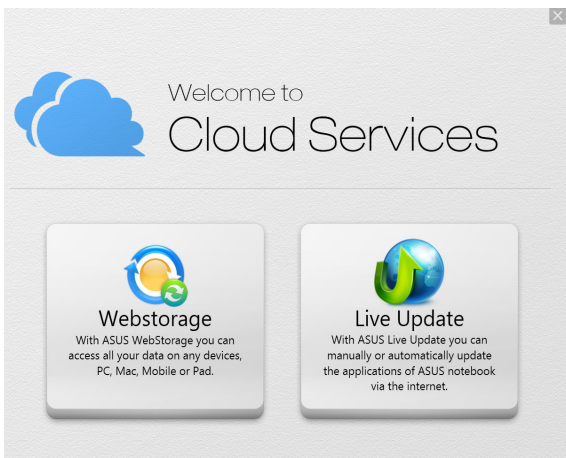 Welcome to
Cloud Services
Webstorage
With ASUS WebStorage you can
access all your data on any devices,
PC, Mac, Mobile or Pad.
Live Update
With ASUS Live Update you can
manually or automatically update
the applications of ASUS notebook
via the internet.